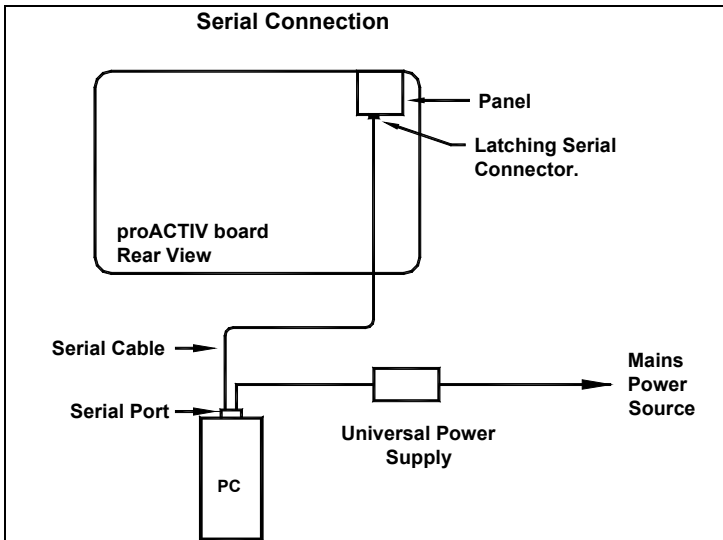 Serial Connection
Panel
Latching Serial
Connector.
proACTIV board
Rear View
Serial Cable
Mains
Power
Source
Serial Port
Universal Power
Supply
PC